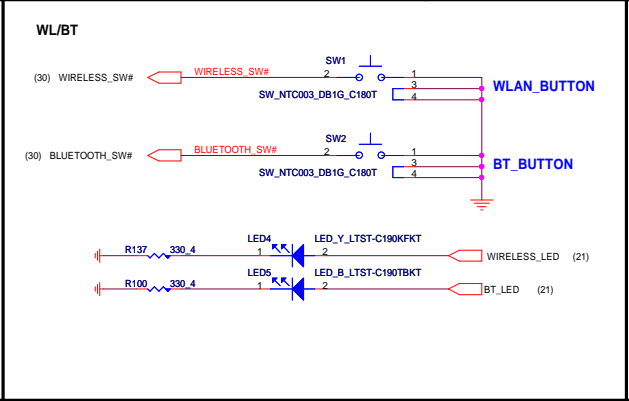 WL/BT
SW1
(30) WIRELESS_SW# WIRELESS_SW# 2 1
3
4
SW_NTC003_DB1G_C180T
WLAN_BUTTON
SW2
(30) BLUETOOTH_SW# BLUETOOTH_SW# 2 1
3
4
SW_NTC003_DB1G_C180T
BT_BUTTON
R137 330_4 LED4 LED_Y_LTST-C190KFKT
1 2 WIRELESS_LED (21)
R100 330_4 LED5 LED_B_LTST-C190TBKT
1 2 BT_LED (21)